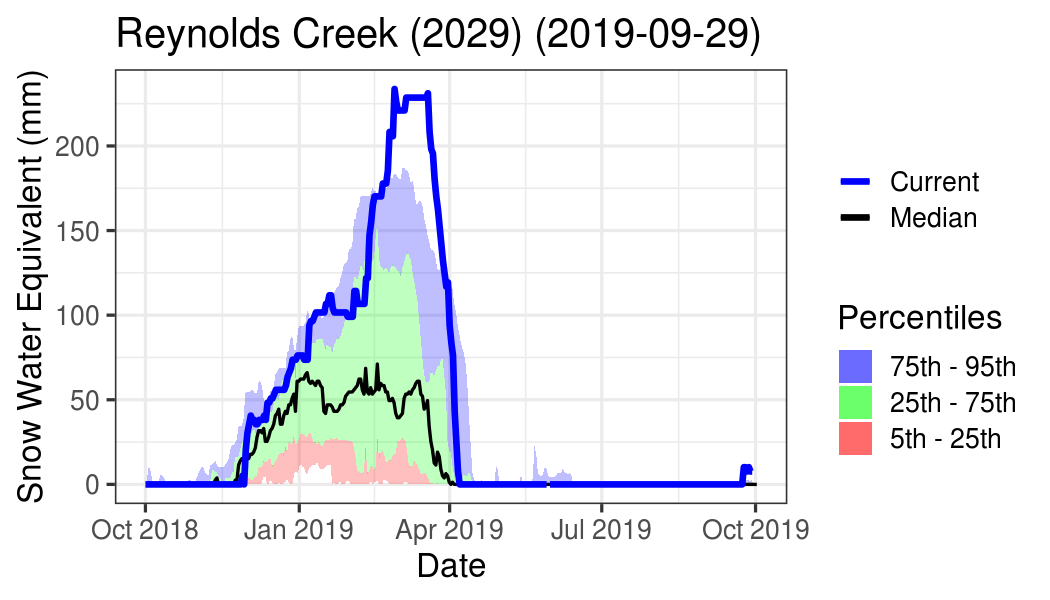 Reynolds Creek (2029) (2019-09-29)
Snow Water Equivalent (mm)
200
150
100
50
0
Oct 2018 Jan 2019 Apr 2019 Jul 2019 Oct 2019
Date
Current
Median
Percentiles
75th - 95th
25th - 75th
5th - 25th